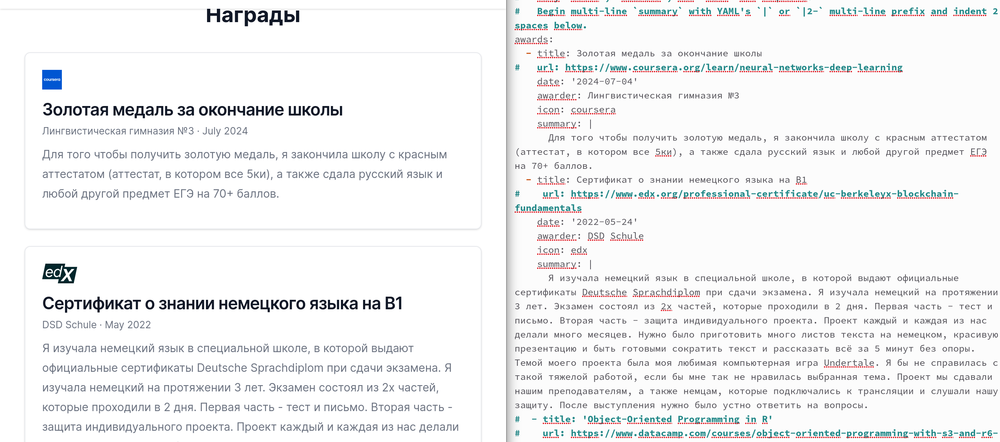 Награды
coursera
Золотая медаль за окончание школы
Лингвистическая гимназия №3 · July 2024
Для того чтобы получить золотую медаль, я закончила школу с красным
аттестатом (аттестат, в котором все 5ки), а также сдала русский язык и
любой другой предмет ЕГЭ на 70+ баллов.
edX
Сертификат о знании немецкого языка на B1
DSD Schule · May 2022
Я изучала немецкий язык в специальной школе, в которой выдают
официальные сертификаты Deutsche Sprachdiplom при сдачи экзамена. Я
изучала немецкий на протяжении 3 лет. Экзамен состоял из 2х частей,
которые проходили в 2 дня. Первая часть - тест и письмо. Вторая часть -
защита индивидуального проекта. Проект каждый и каждая из нас делали
#   Begin multi-line `summary` with YAML's `|` or `|2-` multi-line prefix and indent 2
spaces below.
awards:
  - title: Золотая медаль за окончание школы
#   url: https://www.coursera.org/learn/neural-networks-deep-learning
    date: '2024-07-04'
    awarder: Лингвистическая гимназия №3
    icon: coursera
    summary: |
      Для того чтобы получить золотую медаль, я закончила школу с красным аттестатом
(аттестат, в котором все 5ки), а также сдала русский язык и любой другой предмет ЕГЭ
на 70+ баллов.
  - title: Сертификат о знании немецкого языка на B1
#    url: https://www.edx.org/professional-certificate/uc-berkeleyx-blockchain-
fundamentals
    date: '2022-05-24'
    awarder: DSD Schule
    icon: edx
    summary: |
      Я изучала немецкий язык в специальной школе, в которой выдают официальные
сертификаты Deutsche Sprachdiplom при сдачи экзамена. Я изучала немецкий на протяжении
3 лет. Экзамен состоял из 2х частей, которые проходили в 2 дня. Первая часть - тест и
письмо. Вторая часть - защита индивидуального проекта. Проект каждый и каждая из нас
делали много месяцев. Нужно было приготовить много листов текста на немецком, красивую
презентацию и быть готовыми сократить текст и рассказать всё за 5 минут без опоры.
Темой моего проекта была моя любимая компьютерная игра Undertale. Я бы не справилась с
такой тяжелой работой, если бы мне так не нравилась выбранная тема. Проект мы сдавали
нашим преподавателям, а также немцам, которые подключались к трансляции и слушали нашу
защиту. После выступления нужно было устно ответить на вопросы.
#  - title: 'Object-Oriented Programming in R'
#    url: https://www.datacamp.com/courses/object-oriented-programming-with-s3-and-r6-